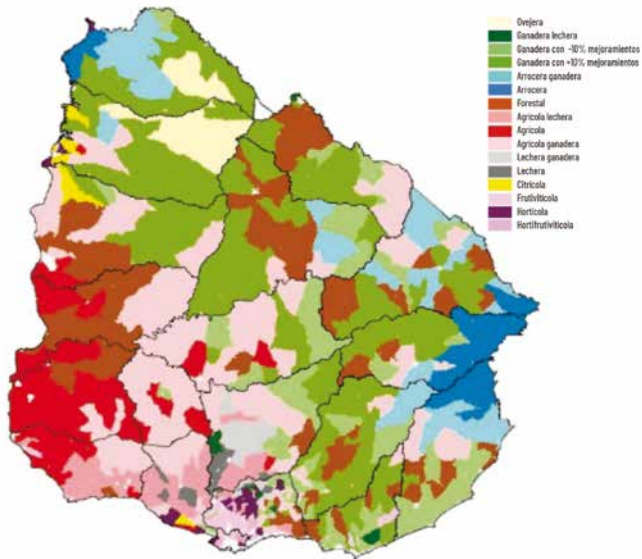 Ovejera
Ganadera lechera
Ganadera con -10% mejoramientos
Ganadera con +10% mejoramientos
Arrocera ganadera
Arrocera
Forestal
Agrícola lechera
Agrícola
Agrícola ganadera
Lechera ganadera
Lechera
Citrícola
Frutivitícola
Hortícola
Hortifrutivitícola